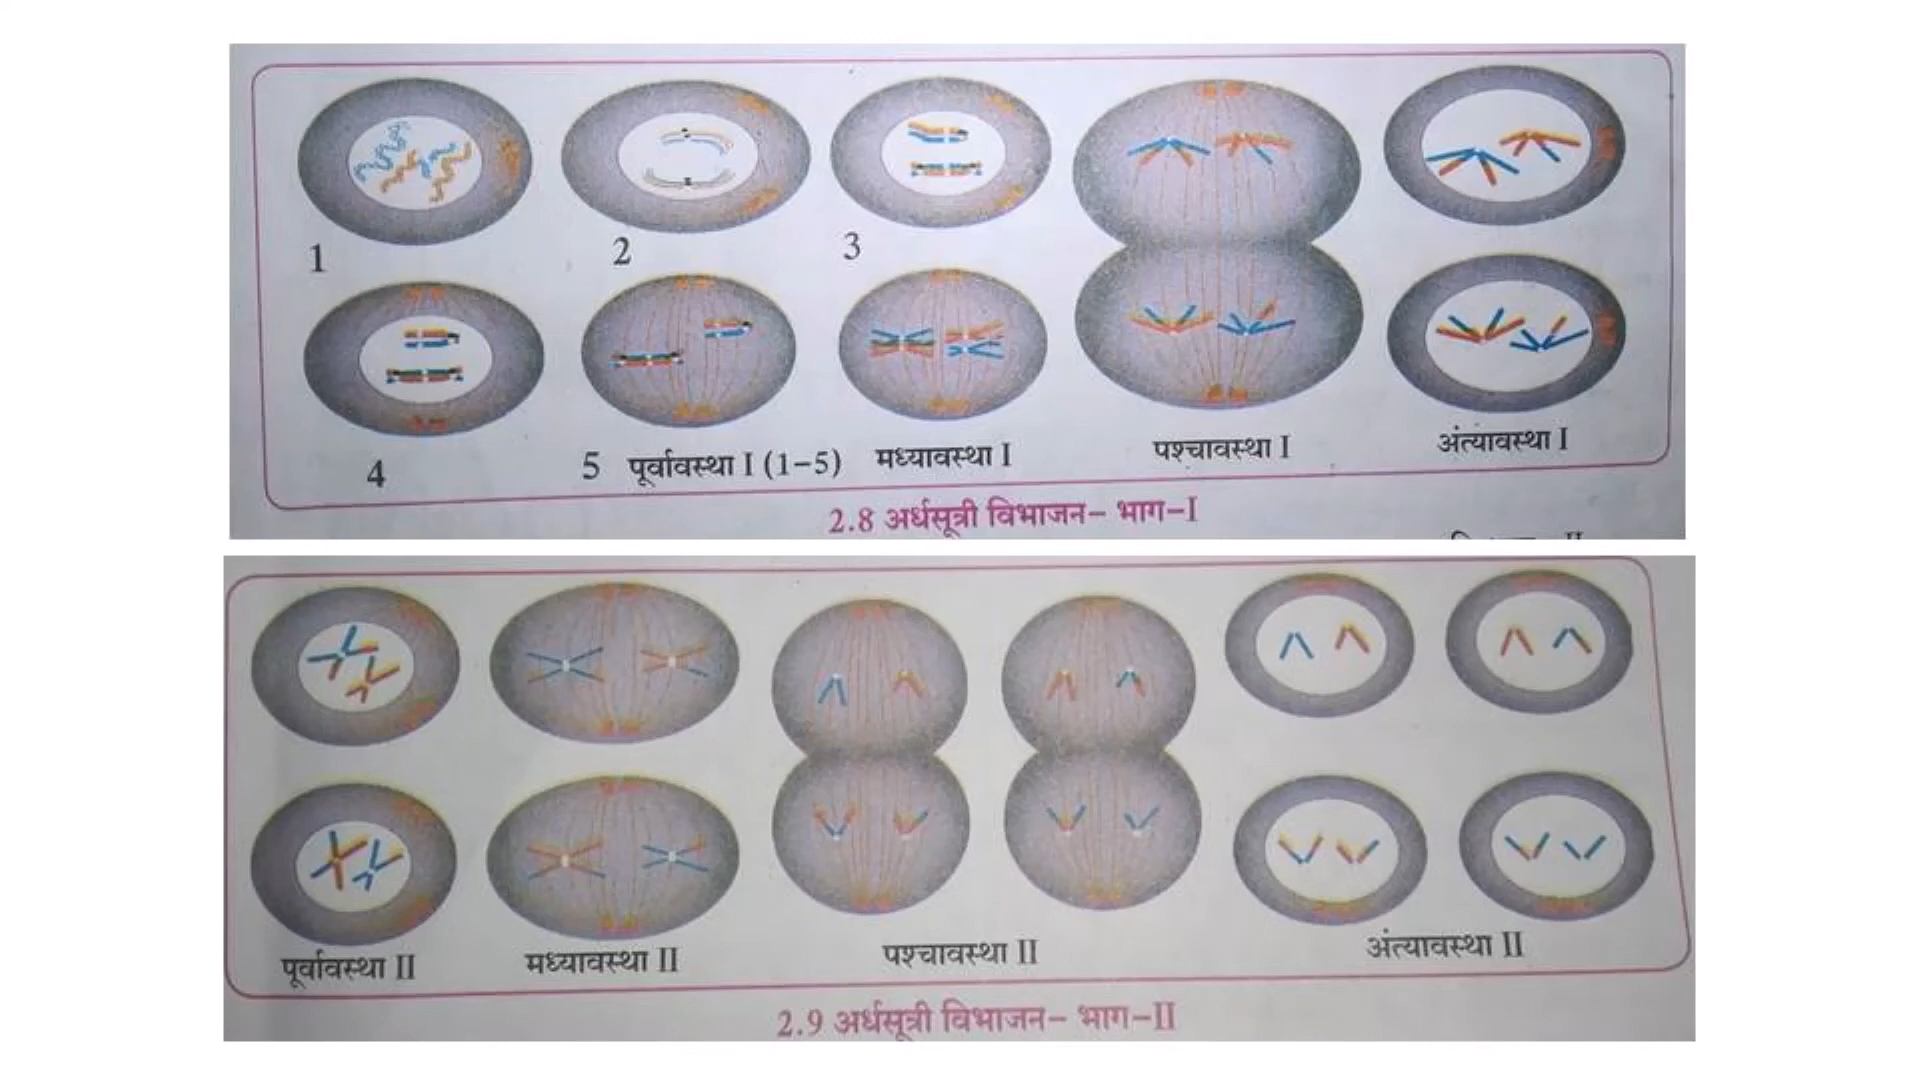 1
2
3
4
5 पूर्वावस्था I (1-5) मध्यावस्था I पश्चावस्था I अंत्यावस्था I
2.8 अर्धसूत्री विभाजन- भाग-I
II
पूर्वावस्था II मध्यावस्था II पश्चावस्था II अंत्यावस्था II
2.9 अर्धसूत्री विभाजन- भाग-II